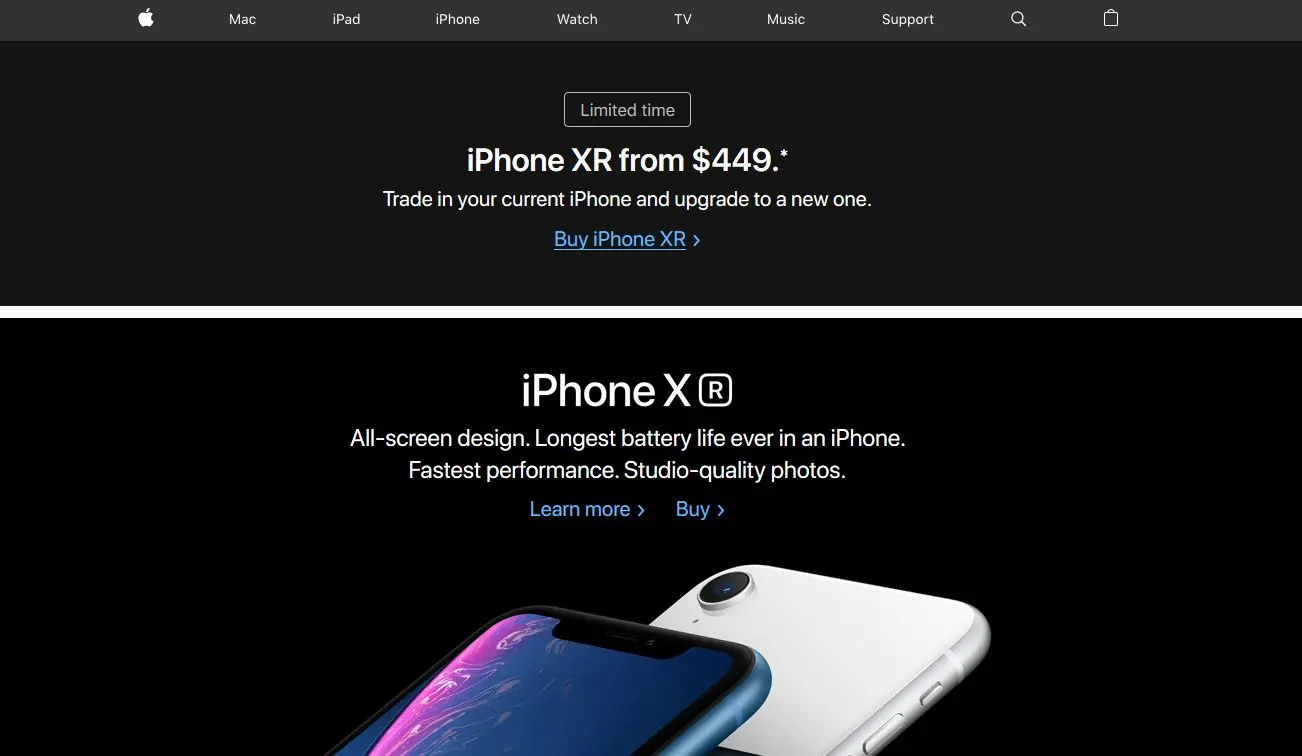 Mac iPad iPhone Watch TV Music Support
Limited time
iPhone XR from $449.*
Trade in your current iPhone and upgrade to a new one.
Buy iPhone XR ›
iPhone XR
All-screen design. Longest battery life ever in an iPhone.
Fastest performance. Studio-quality photos.
Learn more › Buy ›